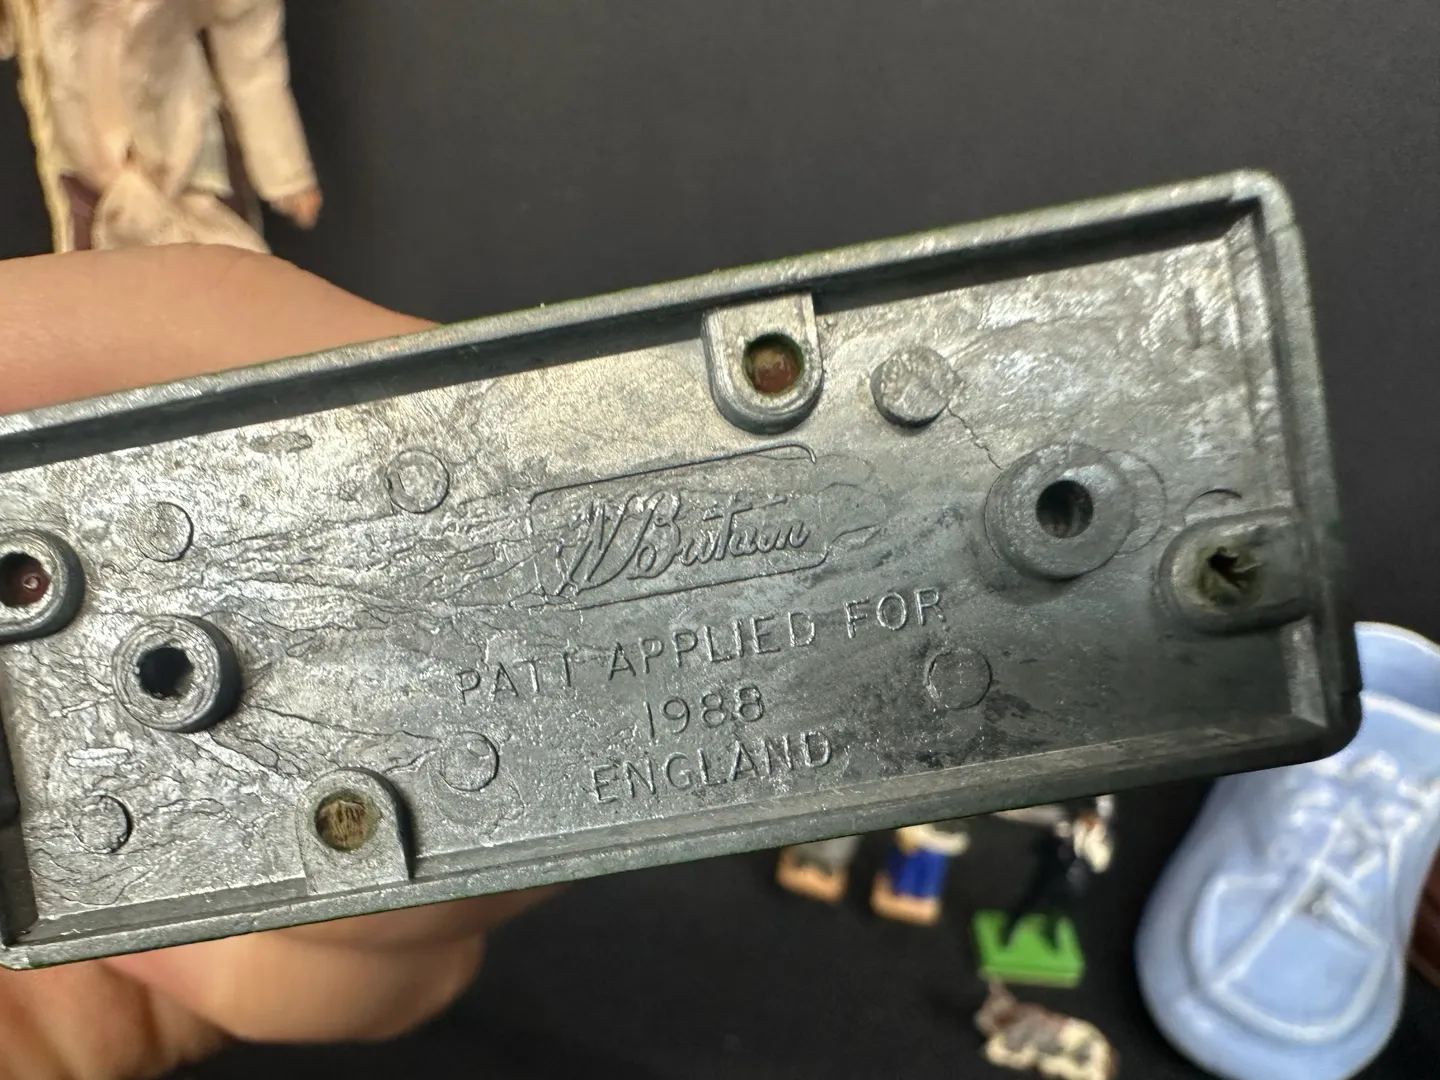 W. Britain
PATT APPLIED FOR
1988
ENGLAND